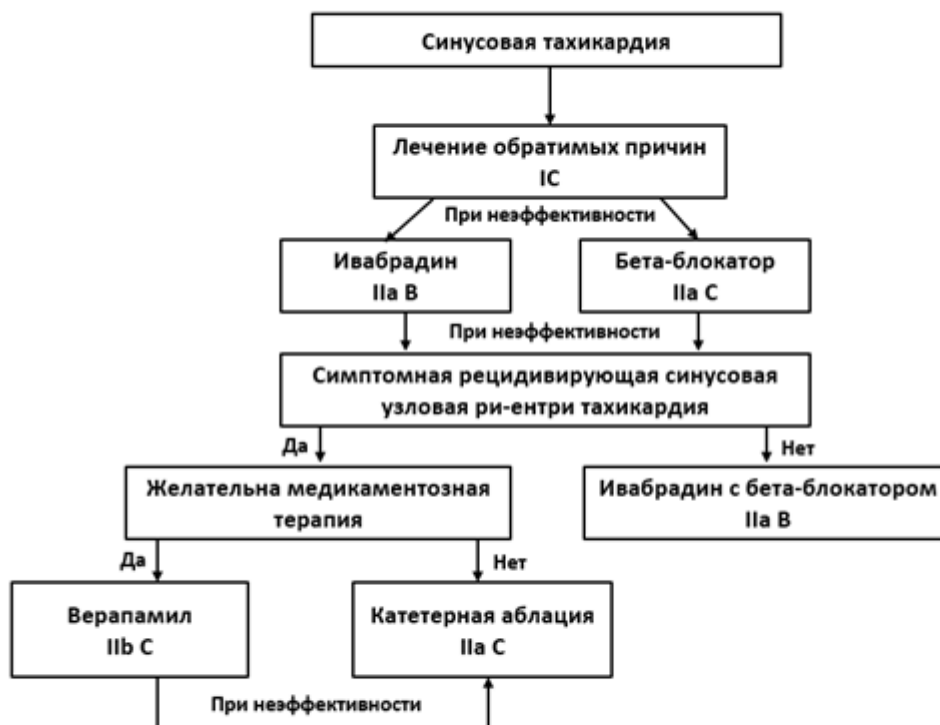 Синусовая тахикардия
Лечение обратимых причин
IC
При неэффективности
Ивабрадин
IIa B
Бета-блокатор
IIa C
При неэффективности
Симптомная рецидивирующая синусовая
узловая ри-ентри тахикардия
Да
Нет
Желательна медикаментозная
терапия
Ивабрадин с бета-блокатором
IIa B
Да
Нет
Верапамил
IIb C
Катетерная аблация
IIa C
При неэффективности